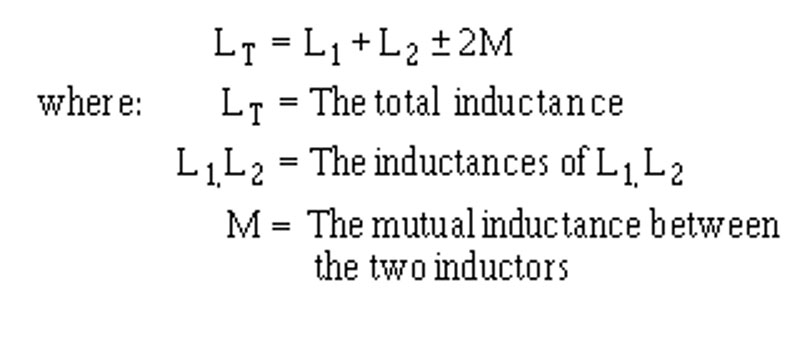 L_T = L_1 + L_2 ± 2M
where: L_T = The total inductance
L_1, L_2 = The inductances of L_1, L_2
M = The mutual inductance between
the two inductors